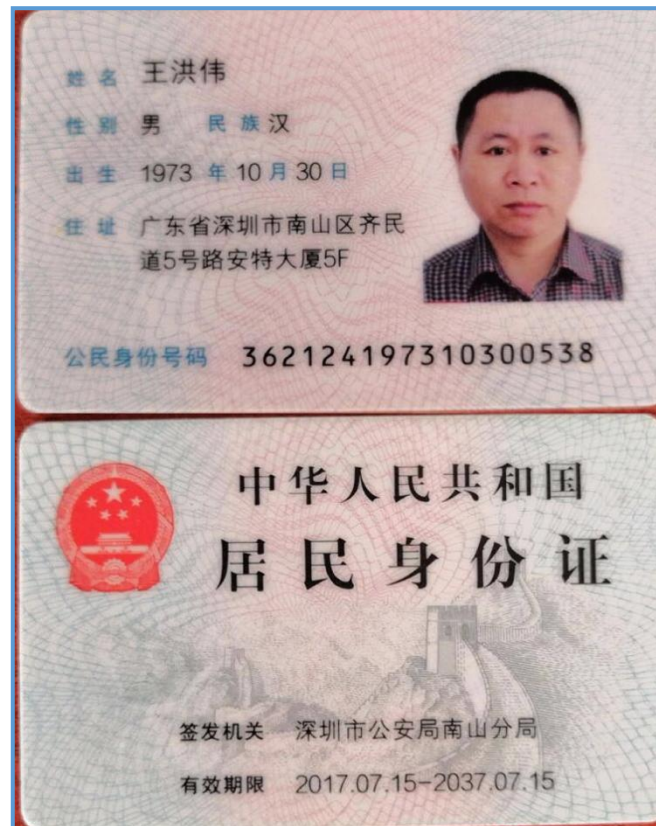 姓名 王洪伟
性别 男 民族 汉
出生 1973 年 10 月 30 日
住址 广东省深圳市南山区齐民
道5号路安特大厦5F
公民身份号码 362124197310300538
中华人民共和国
居民身份证
签发机关 深圳市公安局南山分局
有效期限 2017.07.15-2037.07.15